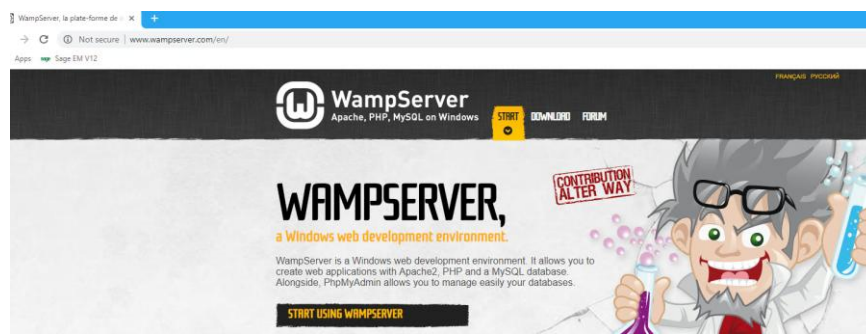 WampServer, la plate-forme de
Not secure | www.wampserver.com/en/
Apps Sage EM V12
FRANÇAIS РУССКИЙ
WampServer
Apache, PHP, MySQL on Windows
START DOWNLOAD FORUM
CONTRIBUTION
ALTER WAY
WAMPSERVER,
a Windows web development environment.
WampServer is a Windows web development environment. It allows you to
create web applications with Apache2, PHP and a MySQL database.
Alongside, PhpMyAdmin allows you to manage easily your databases.
START USING WAMPSERVER